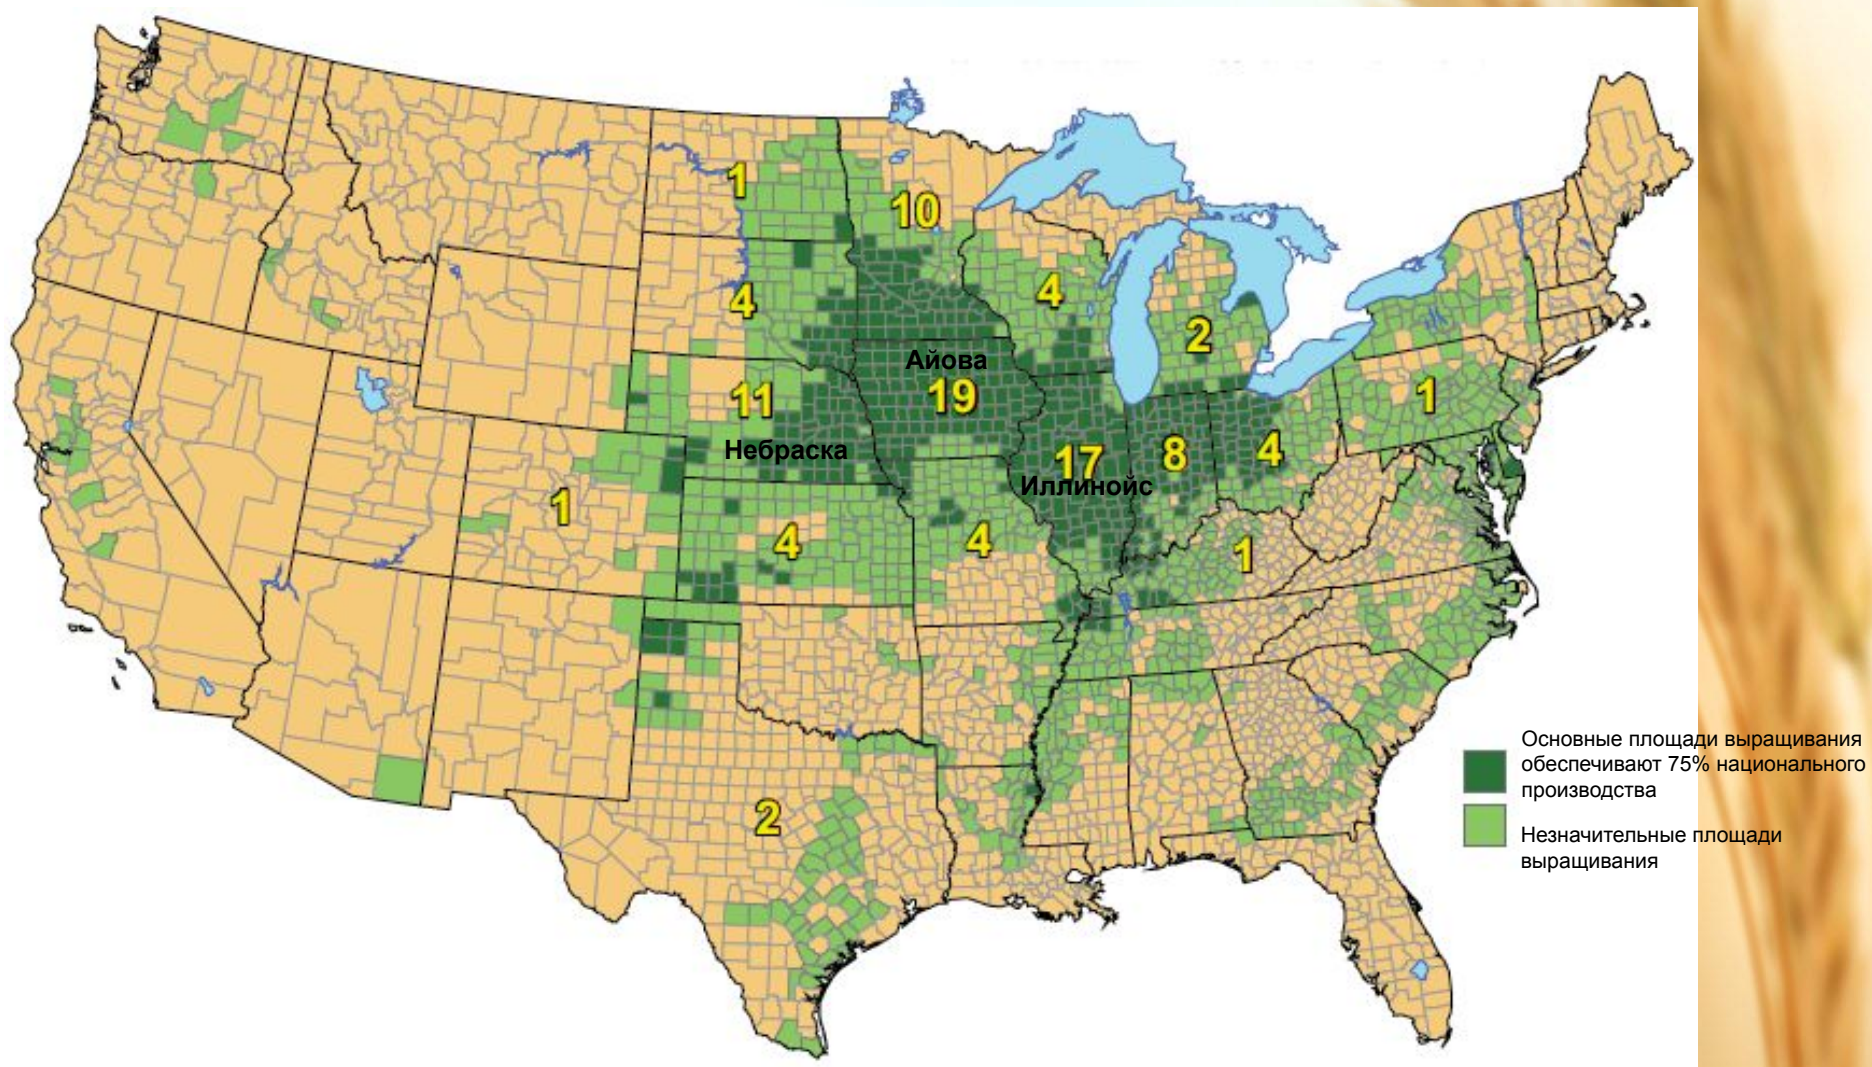 1
10
4
4
2
Айова
11
19
1
Небраска
17
8
4
Иллинойс
1
4
4
1
2
Основные площади выращивания
обеспечивают 75% национального
производства
Незначительные площади
выращивания